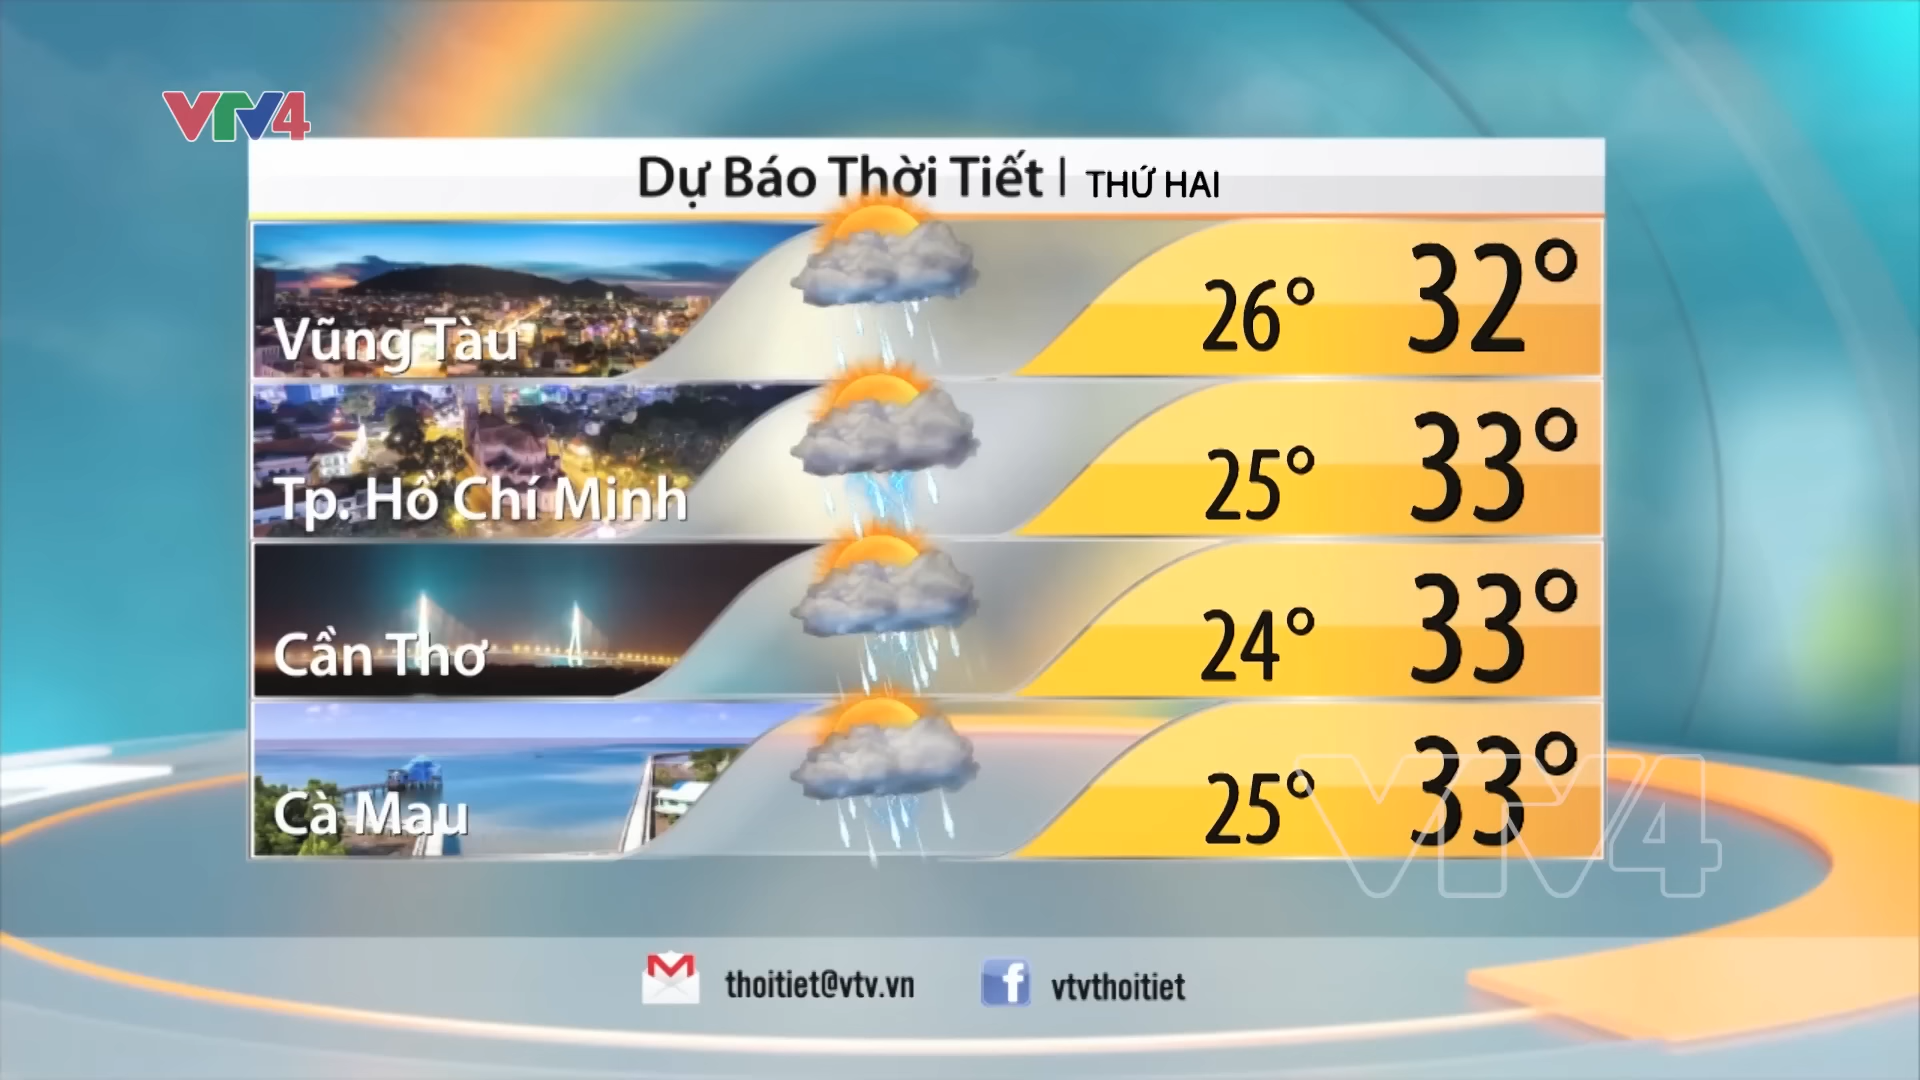 VTV4
Dự Báo Thời Tiết | THỨ HAI
Vũng Tàu 26° 32°
Tp. Hồ Chí Minh 25° 33°
Cần Thơ 24° 33°
Cà Mau 25° 33°
VTV4
thoitiet@vtv.vn vtvthoitiet